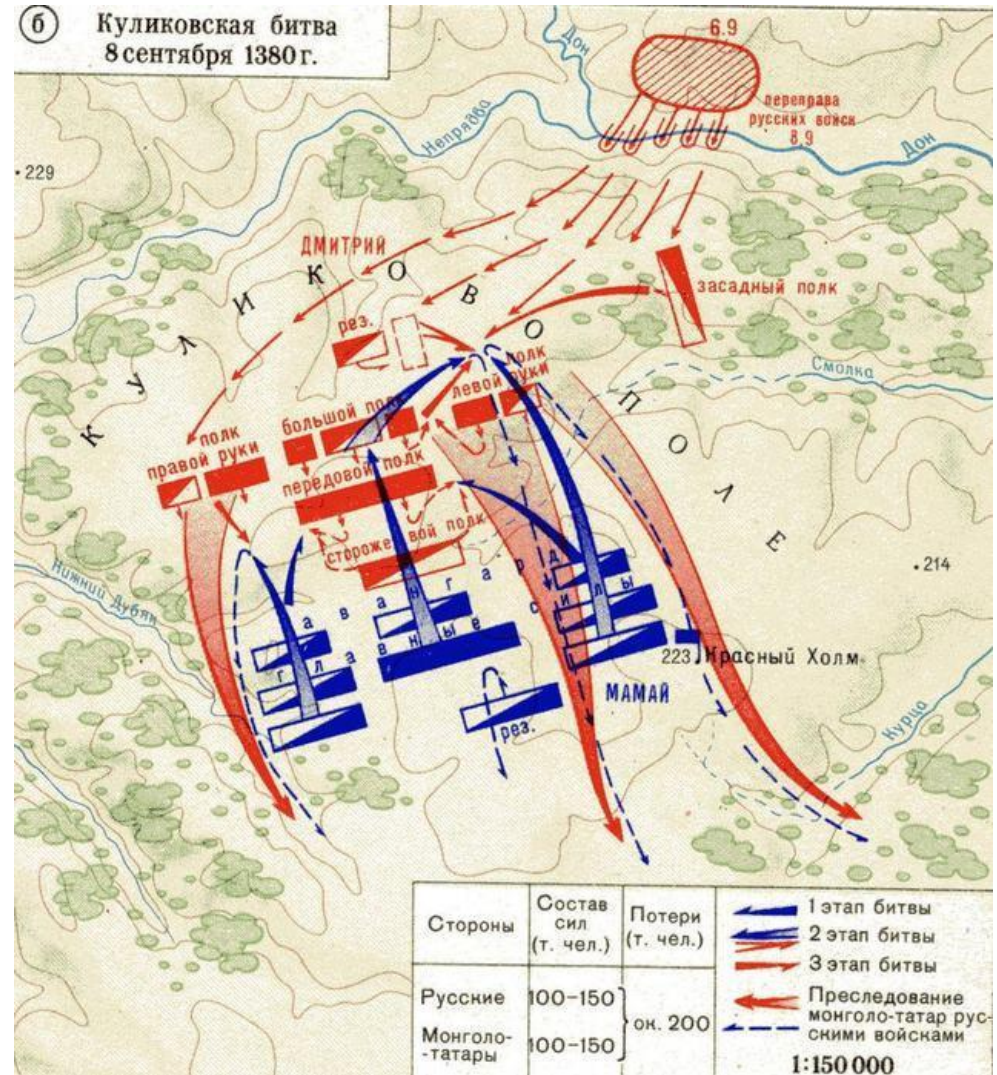 б
Куликовская битва
8 сентября 1380 г.
6.9
переправа
русских войск
8.9
Дон
Дон
Непрядва
229
ДМИТРИЙ
КУЛИКОВО ПОЛЕ
засадный полк
рез.
Смолка
полк
левой руки
большой полк
полк
правой руки
передовой полк
сторожевой полк
Нижний Дубяк
авангард
главные силы
214
223 Красный Холм
МАМАЙ
рез.
Курца
Стороны
Состав
сил
(т. чел.)
Потери
(т. чел.)
Русские
100–150
Монголо-
-татары
100–150
ок. 200
1 этап битвы
2 этап битвы
3 этап битвы
Преследование
монголо-татар рус-
скими войсками
1:150 000